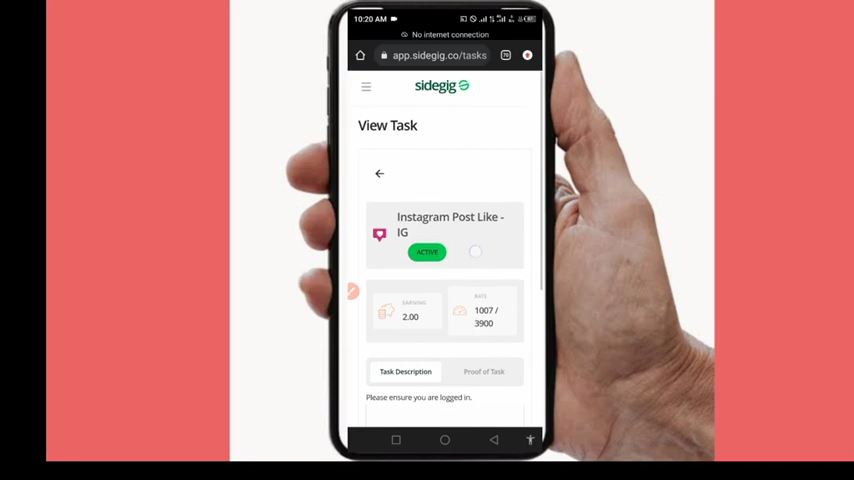 10:20 AM
No internet connection
app.sidegig.co/tasks
70
sidegig
View Task
Instagram Post Like -
IG
ACTIVE
EARNING
2.00
RATE
1007 /
3900
Task Description
Proof of Task
Please ensure you are logged in.